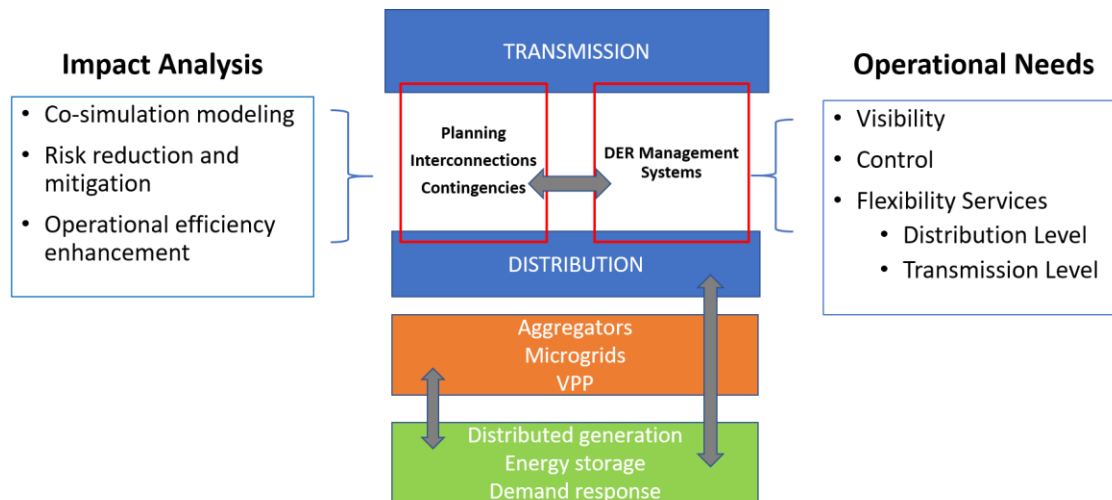 Impact Analysis
• Co-simulation modeling
• Risk reduction and
mitigation
• Operational efficiency
enhancement
TRANSMISSION
Planning
Interconnections
Contingencies
DER Management
Systems
DISTRIBUTION
Aggregators
Microgrids
VPP
Distributed generation
Energy storage
Demand response
Operational Needs
• Visibility
• Control
• Flexibility Services
• Distribution Level
• Transmission Level